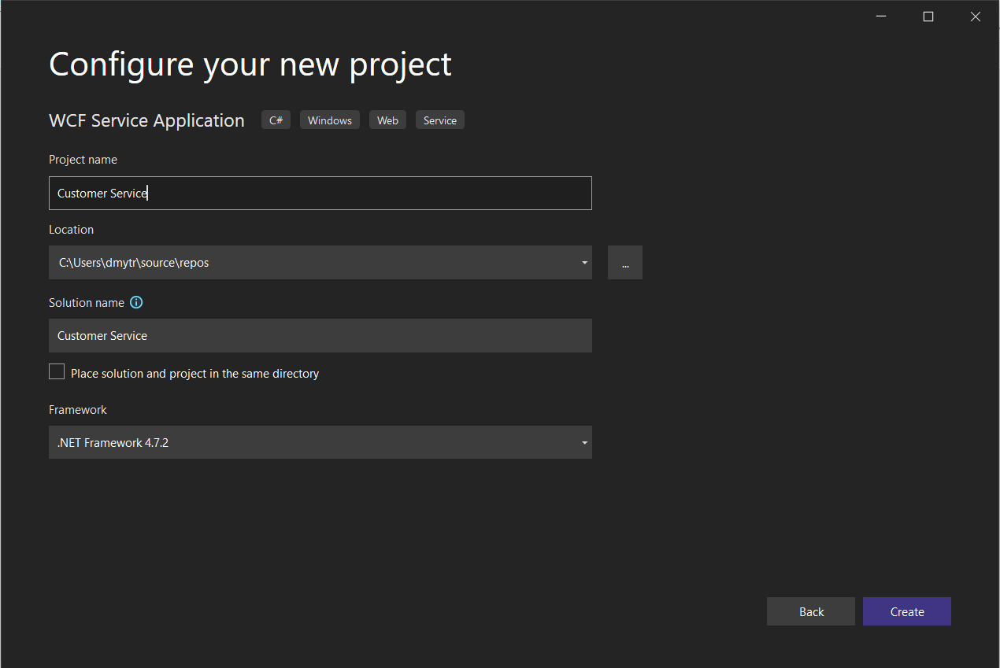 Configure your new project
WCF Service Application C# Windows Web Service
Project name
Customer Service
Location
C:\Users\dmytr\source\repos
...
Solution name
Customer Service
Place solution and project in the same directory
Framework
.NET Framework 4.7.2
Back Create